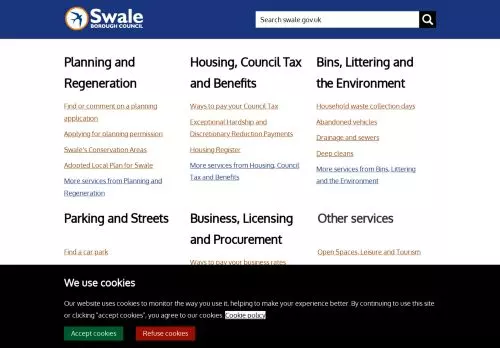 Swale
BOROUGH COUNCIL
Search swale.gov.uk
Planning and
Regeneration
Find or comment on a planning
application
Applying for planning permission
Swale's Conservation Areas
Adopted Local Plan for Swale
More services from Planning and
Regeneration
Housing, Council Tax
and Benefits
Ways to pay your Council Tax
Exceptional Hardship and
Discretionary Reduction Payments
Housing Register
More services from Housing, Council
Tax and Benefits
Bins, Littering and
the Environment
Household waste collection days
Abandoned vehicles
Drainage and sewers
Deep cleans
More services from Bins, Littering
and the Environment
Parking and Streets
Find a car park
Business, Licensing
and Procurement
Ways to pay your business rates
Other services
Open Spaces, Leisure and Tourism
We use cookies
Our website uses cookies to monitor the way you use it, helping to make your experience better. By continuing to use this site
or clicking "accept cookies", you agree to our cookies. Cookie policy
Accept cookies
Refuse cookies